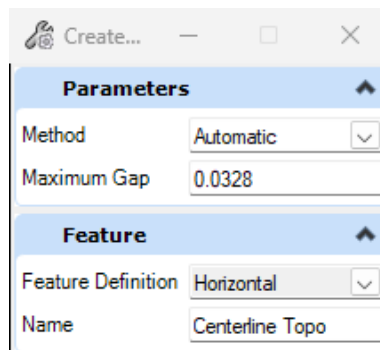 Create...
Parameters
Method Automatic
Maximum Gap 0.0328
Feature
Feature Definition Horizontal
Name Centerline Topo